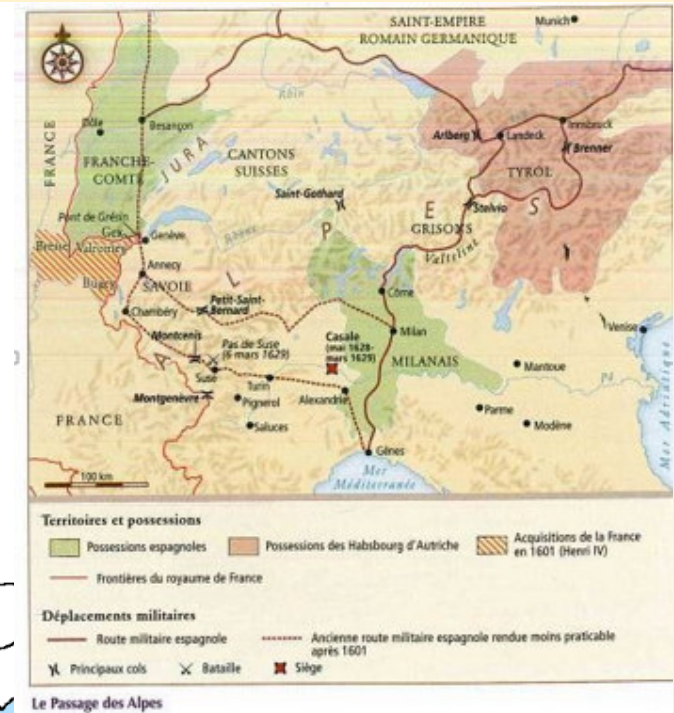 SAINT-EMPIRE
ROMAIN GERMANIQUE
Munich
Rhin
Dôle
Besançon
FRANCE
FRANCHE-
COMTÉ
JURA
CANTONS
SUISSES
Arlberg
Landeck
Innsbruck
Brenner
TYROL
Saint-Gothard
Stelvio
ALPES
GRISONS
Valteline
Pont de Grésin
Gex
Genève
Rhône
Bresse
Valromey
Bugey
Annecy
SAVOIE
Chambéry
Petit-Saint-
Bernard
Côme
Milan
MILANAIS
Venise
Montcenis
Pas de Suse
(6 mars 1629)
Casale
(mai 1628-
mars 1629)
Suse
Turin
Alexandrie
Mantoue
Pô
Montgenèvre
Pignerol
Saluces
Parme
Modène
FRANCE
Gênes
Mer
Méditerranée
Mer Adriatique
100 km
Territoires et possessions
Possessions espagnoles
Possessions des Habsbourg d'Autriche
Acquisitions de la France
en 1601 (Henri IV)
Frontières du royaume de France
Déplacements militaires
Route militaire espagnole
Ancienne route militaire espagnole rendue moins praticable
après 1601
Principaux cols
Bataille
Siège
Le Passage des Alpes